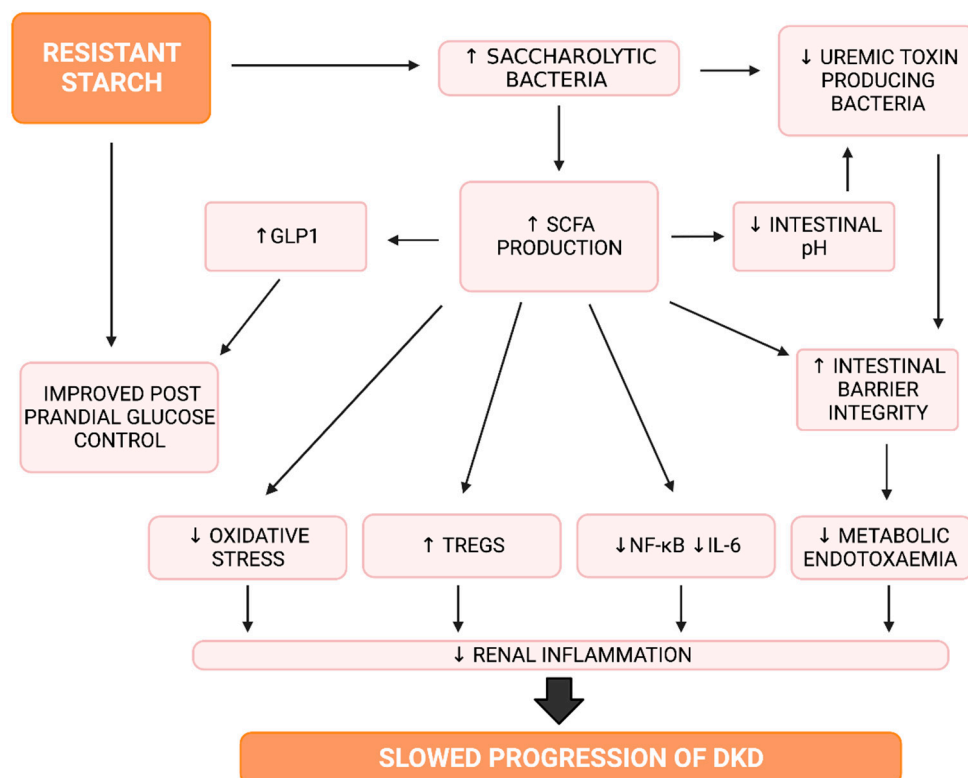 RESISTANT
STARCH
↑ SACCHAROLYTIC
BACTERIA
↓ UREMIC TOXIN
PRODUCING
BACTERIA
↑GLP1
↑ SCFA
PRODUCTION
↓ INTESTINAL
pH
IMPROVED POST
PRANDIAL GLUCOSE
CONTROL
↑ INTESTINAL
BARRIER
INTEGRITY
↓ OXIDATIVE
STRESS
↑ TREGS
↓NF-κB ↓IL-6
↓ METABOLIC
ENDOTOXAEMIA
↓ RENAL INFLAMMATION
SLOWED PROGRESSION OF DKD